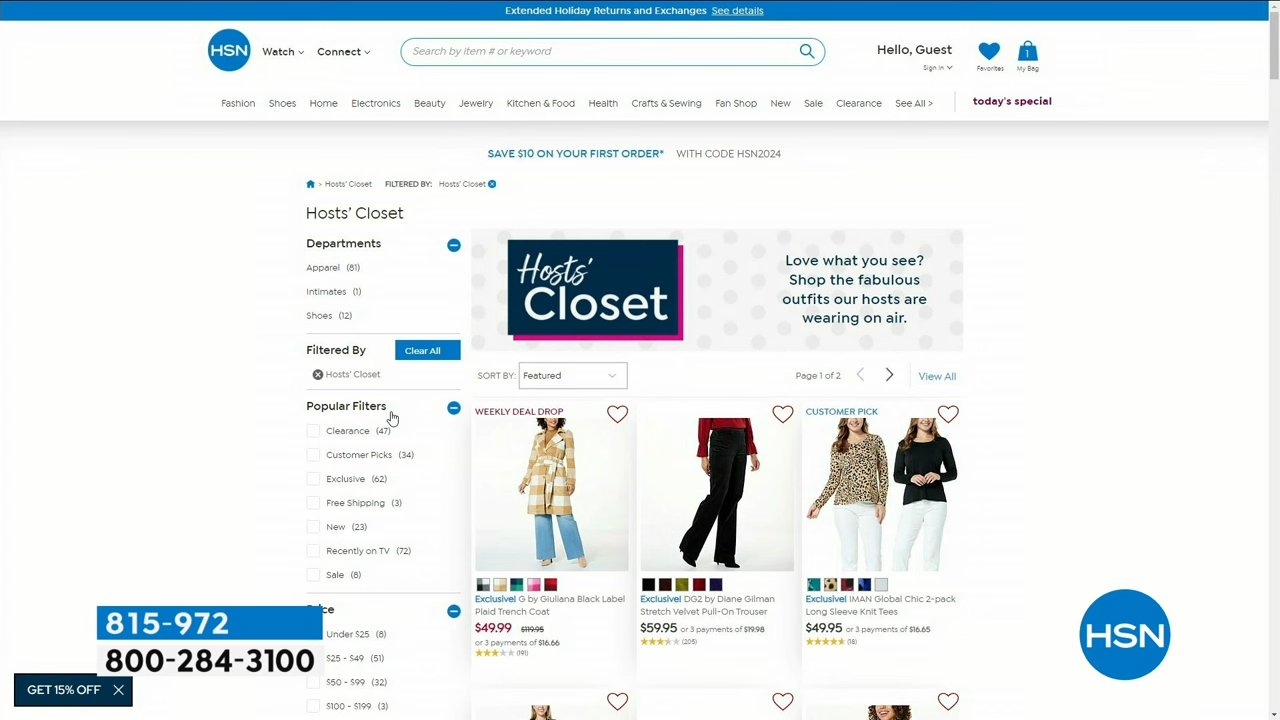 Extended Holiday Returns and Exchanges See details
HSN
Watch
Connect
Search by item # or keyword
Hello, Guest
Sign In
Favorites
1
My Bag
Fashion Shoes Home Electronics Beauty Jewelry Kitchen & Food Health Crafts & Sewing Fan Shop New Sale Clearance See All > today's special
SAVE $10 ON YOUR FIRST ORDER* WITH CODE HSN2024
> Hosts' Closet FILTERED BY: Hosts' Closet
Hosts' Closet
Departments
Apparel (81)
Intimates (1)
Shoes (12)
Filtered By
Clear All
Hosts' Closet
Popular Filters
Clearance (47)
Customer Picks (34)
Exclusive (62)
Free Shipping (3)
New (23)
Recently on TV (72)
Sale (8)
Under $25 (8)
$25 - $49 (51)
$50 - $99 (32)
$100 - $199 (3)
Hosts'
Closet
Love what you see?
Shop the fabulous
outfits our hosts are
wearing on air.
SORT BY: Featured
Page 1 of 2
View All
WEEKLY DEAL DROP
Exclusive! G by Giuliana Black Label
Plaid Trench Coat
$49.99 $119.95
or 3 payments of $16.66
(191)
Exclusive! DG2 by Diane Gilman
Stretch Velvet Pull-On Trouser
$59.95 or 3 payments of $19.98
(205)
CUSTOMER PICK
Exclusive! IMAN Global Chic 2-pack
Long Sleeve Knit Tees
$49.95 or 3 payments of $16.65
(18)
815-972
800-284-3100
GET 15% OFF
HSN